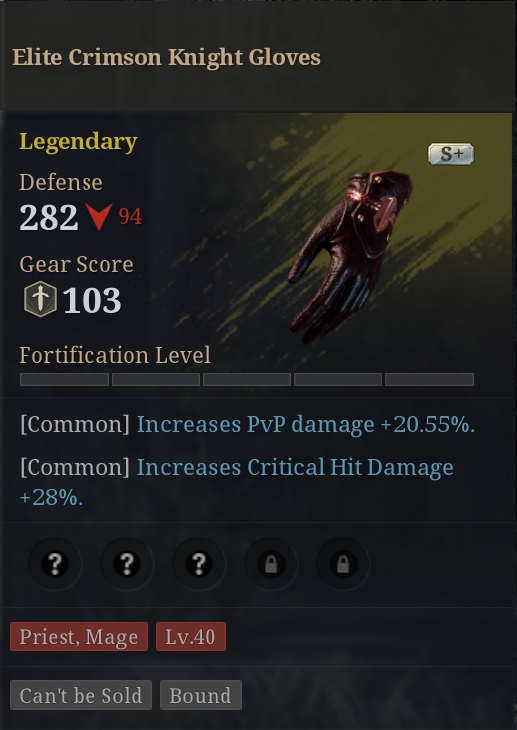 Elite Crimson Knight Gloves
Legendary
S+
Defense
282 94
Gear Score
103
Fortification Level
[Common] Increases PvP damage +20.55%.
[Common] Increases Critical Hit Damage
+28%.
? ? ?
Priest, Mage Lv.40
Can't be Sold Bound